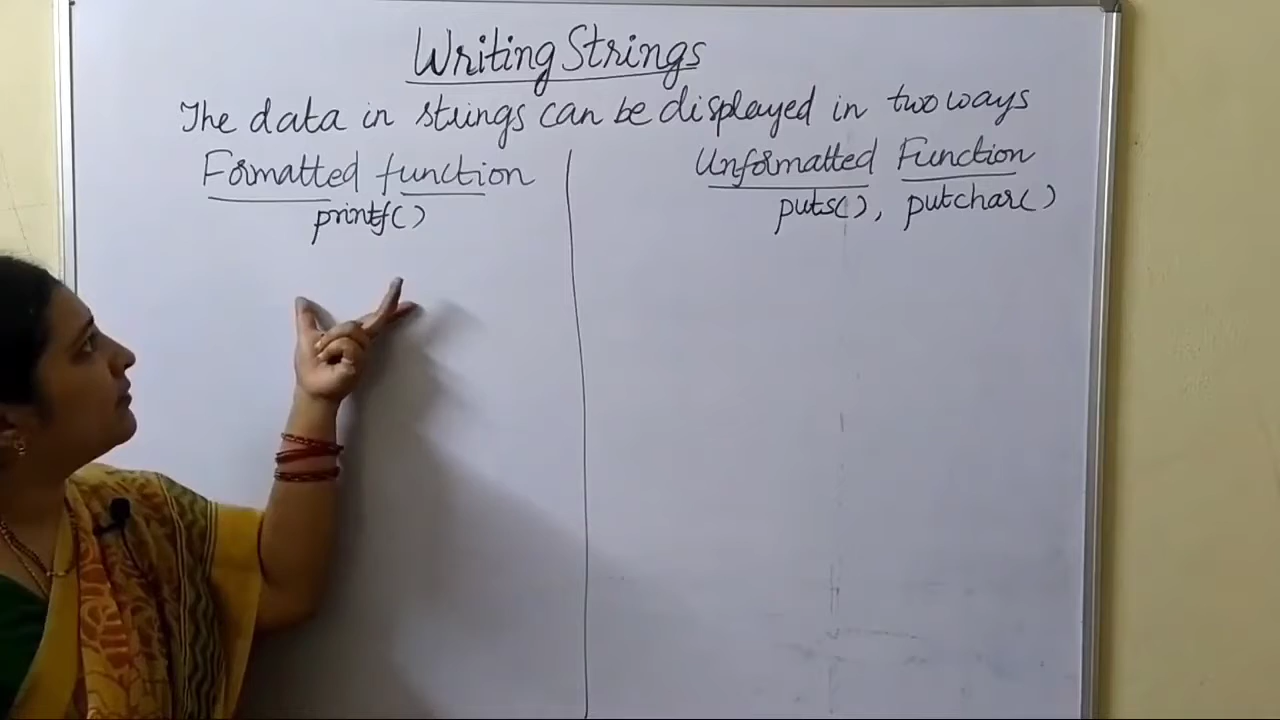 Writing Strings
The data in strings can be displayed in two ways
Formatted function
printf()
Unformatted Function
puts(), putchar()